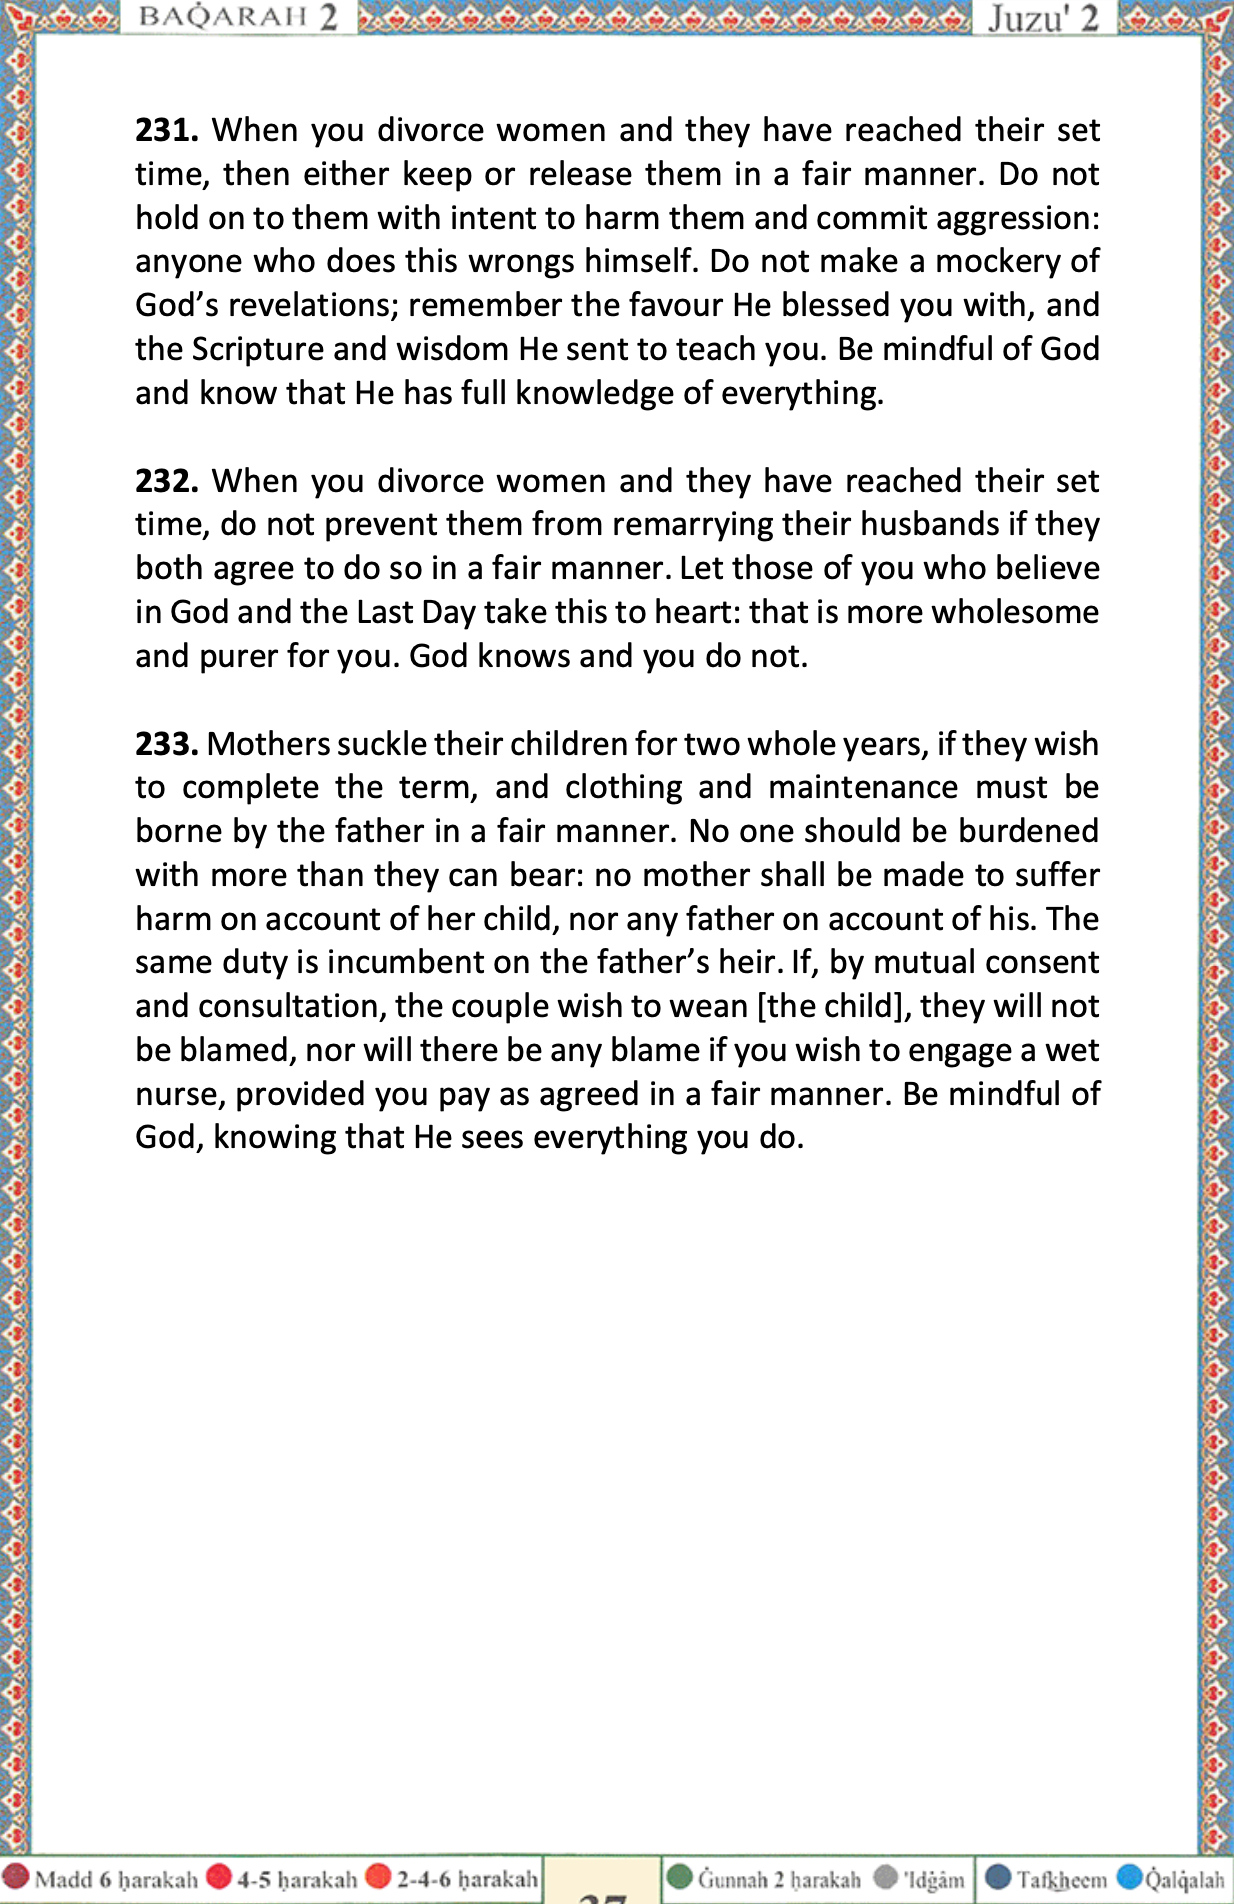 BAQ̇ARAH 2
Juzu' 2
231. When you divorce women and they have reached their set
time, then either keep or release them in a fair manner. Do not
hold on to them with intent to harm them and commit aggression:
anyone who does this wrongs himself. Do not make a mockery of
God’s revelations; remember the favour He blessed you with, and
the Scripture and wisdom He sent to teach you. Be mindful of God
and know that He has full knowledge of everything.
232. When you divorce women and they have reached their set
time, do not prevent them from remarrying their husbands if they
both agree to do so in a fair manner. Let those of you who believe
in God and the Last Day take this to heart: that is more wholesome
and purer for you. God knows and you do not.
233. Mothers suckle their children for two whole years, if they wish
to complete the term, and clothing and maintenance must be
borne by the father in a fair manner. No one should be burdened
with more than they can bear: no mother shall be made to suffer
harm on account of her child, nor any father on account of his. The
same duty is incumbent on the father’s heir. If, by mutual consent
and consultation, the couple wish to wean [the child], they will not
be blamed, nor will there be any blame if you wish to engage a wet
nurse, provided you pay as agreed in a fair manner. Be mindful of
God, knowing that He sees everything you do.
Madd 6 ḥarakah 4-5 ḥarakah 2-4-6 ḥarakah
Ġunnah 2 ḥarakah 'Idġâm
Tafk͟heem Q̇alq̇alah